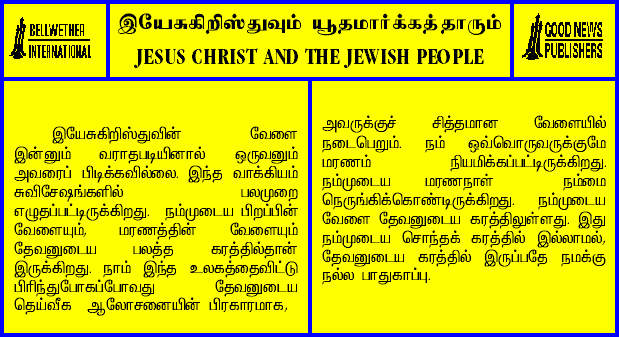 BELLWETHER
INTERNATIONAL
இயேசுகிறிஸ்துவும் யூதமார்க்கத்தாரும்
JESUS CHRIST AND THE JEWISH PEOPLE
GOOD NEWS
PUBLISHERS
இயேசுகிறிஸ்துவின் வேளை
இன்னும் வராதபடியினால் ஒருவனும்
அவரைப் பிடிக்கவில்லை. இந்த வாக்கியம்
சுவிசேஷங்களில் பலமுறை
எழுதப்பட்டிருக்கிறது. நம்முடைய பிறப்பின்
வேளையும், மரணத்தின் வேளையும்
தேவனுடைய பலத்த கரத்தில்தான்
இருக்கிறது. நாம் இந்த உலகத்தைவிட்டு
பிரிந்துபோகப்போவது தேவனுடைய
தெய்வீக ஆலோசனையின் பிரகாரமாக,
அவருக்குச் சித்தமான வேளையில்
நடைபெறும். நம் ஒவ்வொருவருக்குமே
மரணம் நியமிக்கப்பட்டிருக்கிறது.
நம்முடைய மரணநாள் நம்மை
நெருங்கிக்கொண்டிருக்கிறது. நம்முடைய
வேளை தேவனுடைய கரத்திலுள்ளது. இது
நம்முடைய சொந்தக் கரத்தில் இல்லாமல்,
தேவனுடைய கரத்தில் இருப்பதே நமக்கு
நல்ல பாதுகாப்பு.